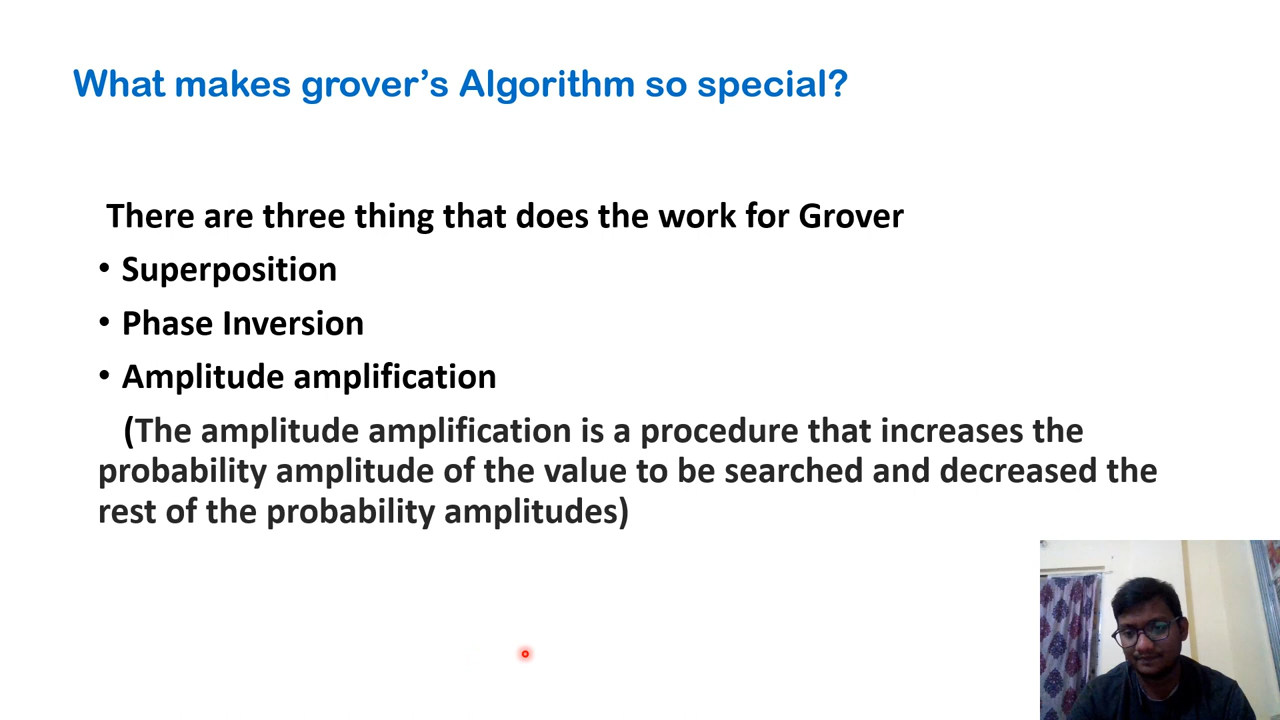 What makes grover's Algorithm so special?
There are three thing that does the work for Grover
• Superposition
• Phase Inversion
• Amplitude amplification
(The amplitude amplification is a procedure that increases the
probability amplitude of the value to be searched and decreased the
rest of the probability amplitudes)